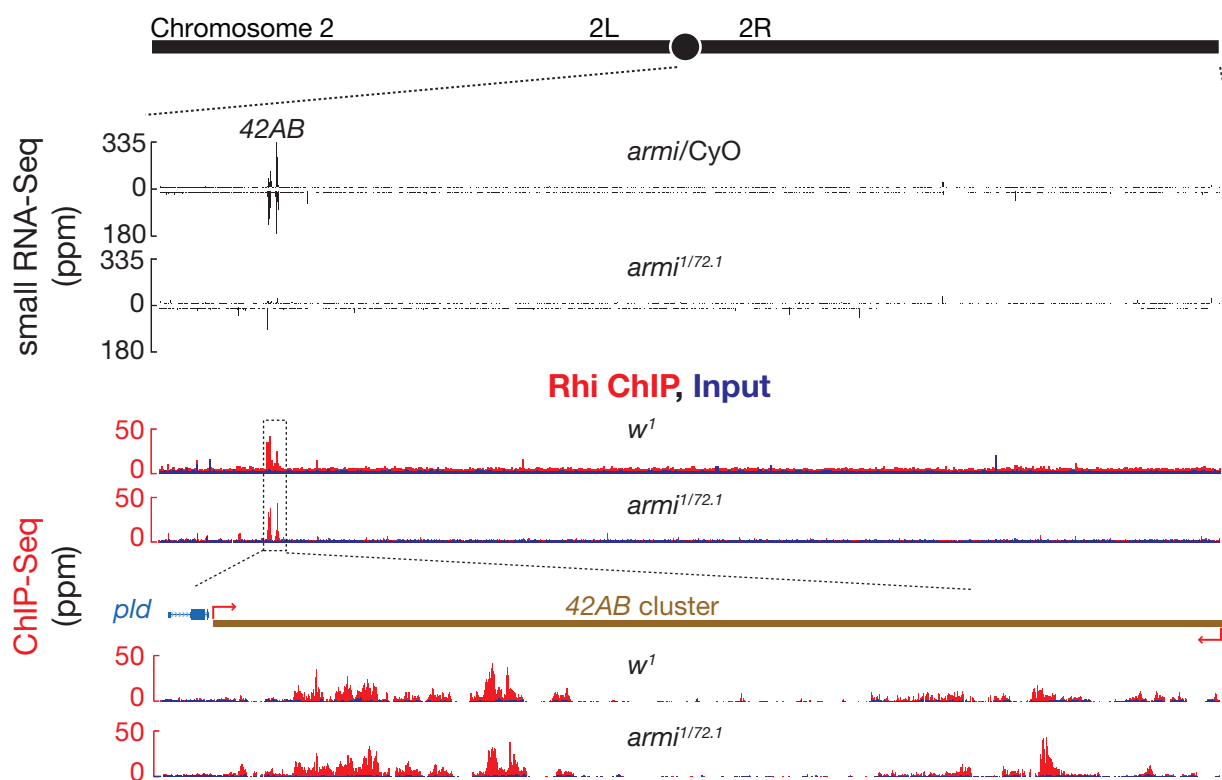 Chromosome 2 2L 2R
42AB
335
armi/CyO
0
180
335
armi1/72.1
0
180
small RNA-Seq
(ppm)
Rhi ChIP, Input
50
w1
0
50
armi1/72.1
0
ChIP-Seq
(ppm)
pld
42AB cluster
50
w1
0
50
armi1/72.1
0